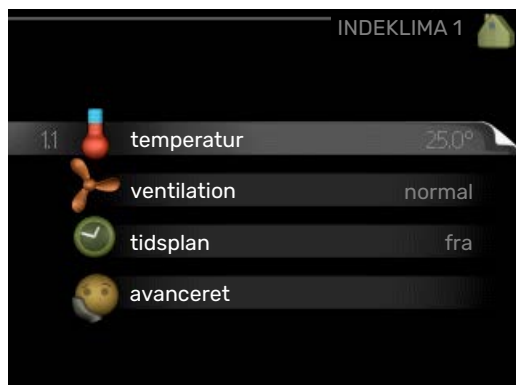 INDEKLIMA 1
1.1 temperatur 25.0°
ventilation normal
tidsplan fra
avanceret